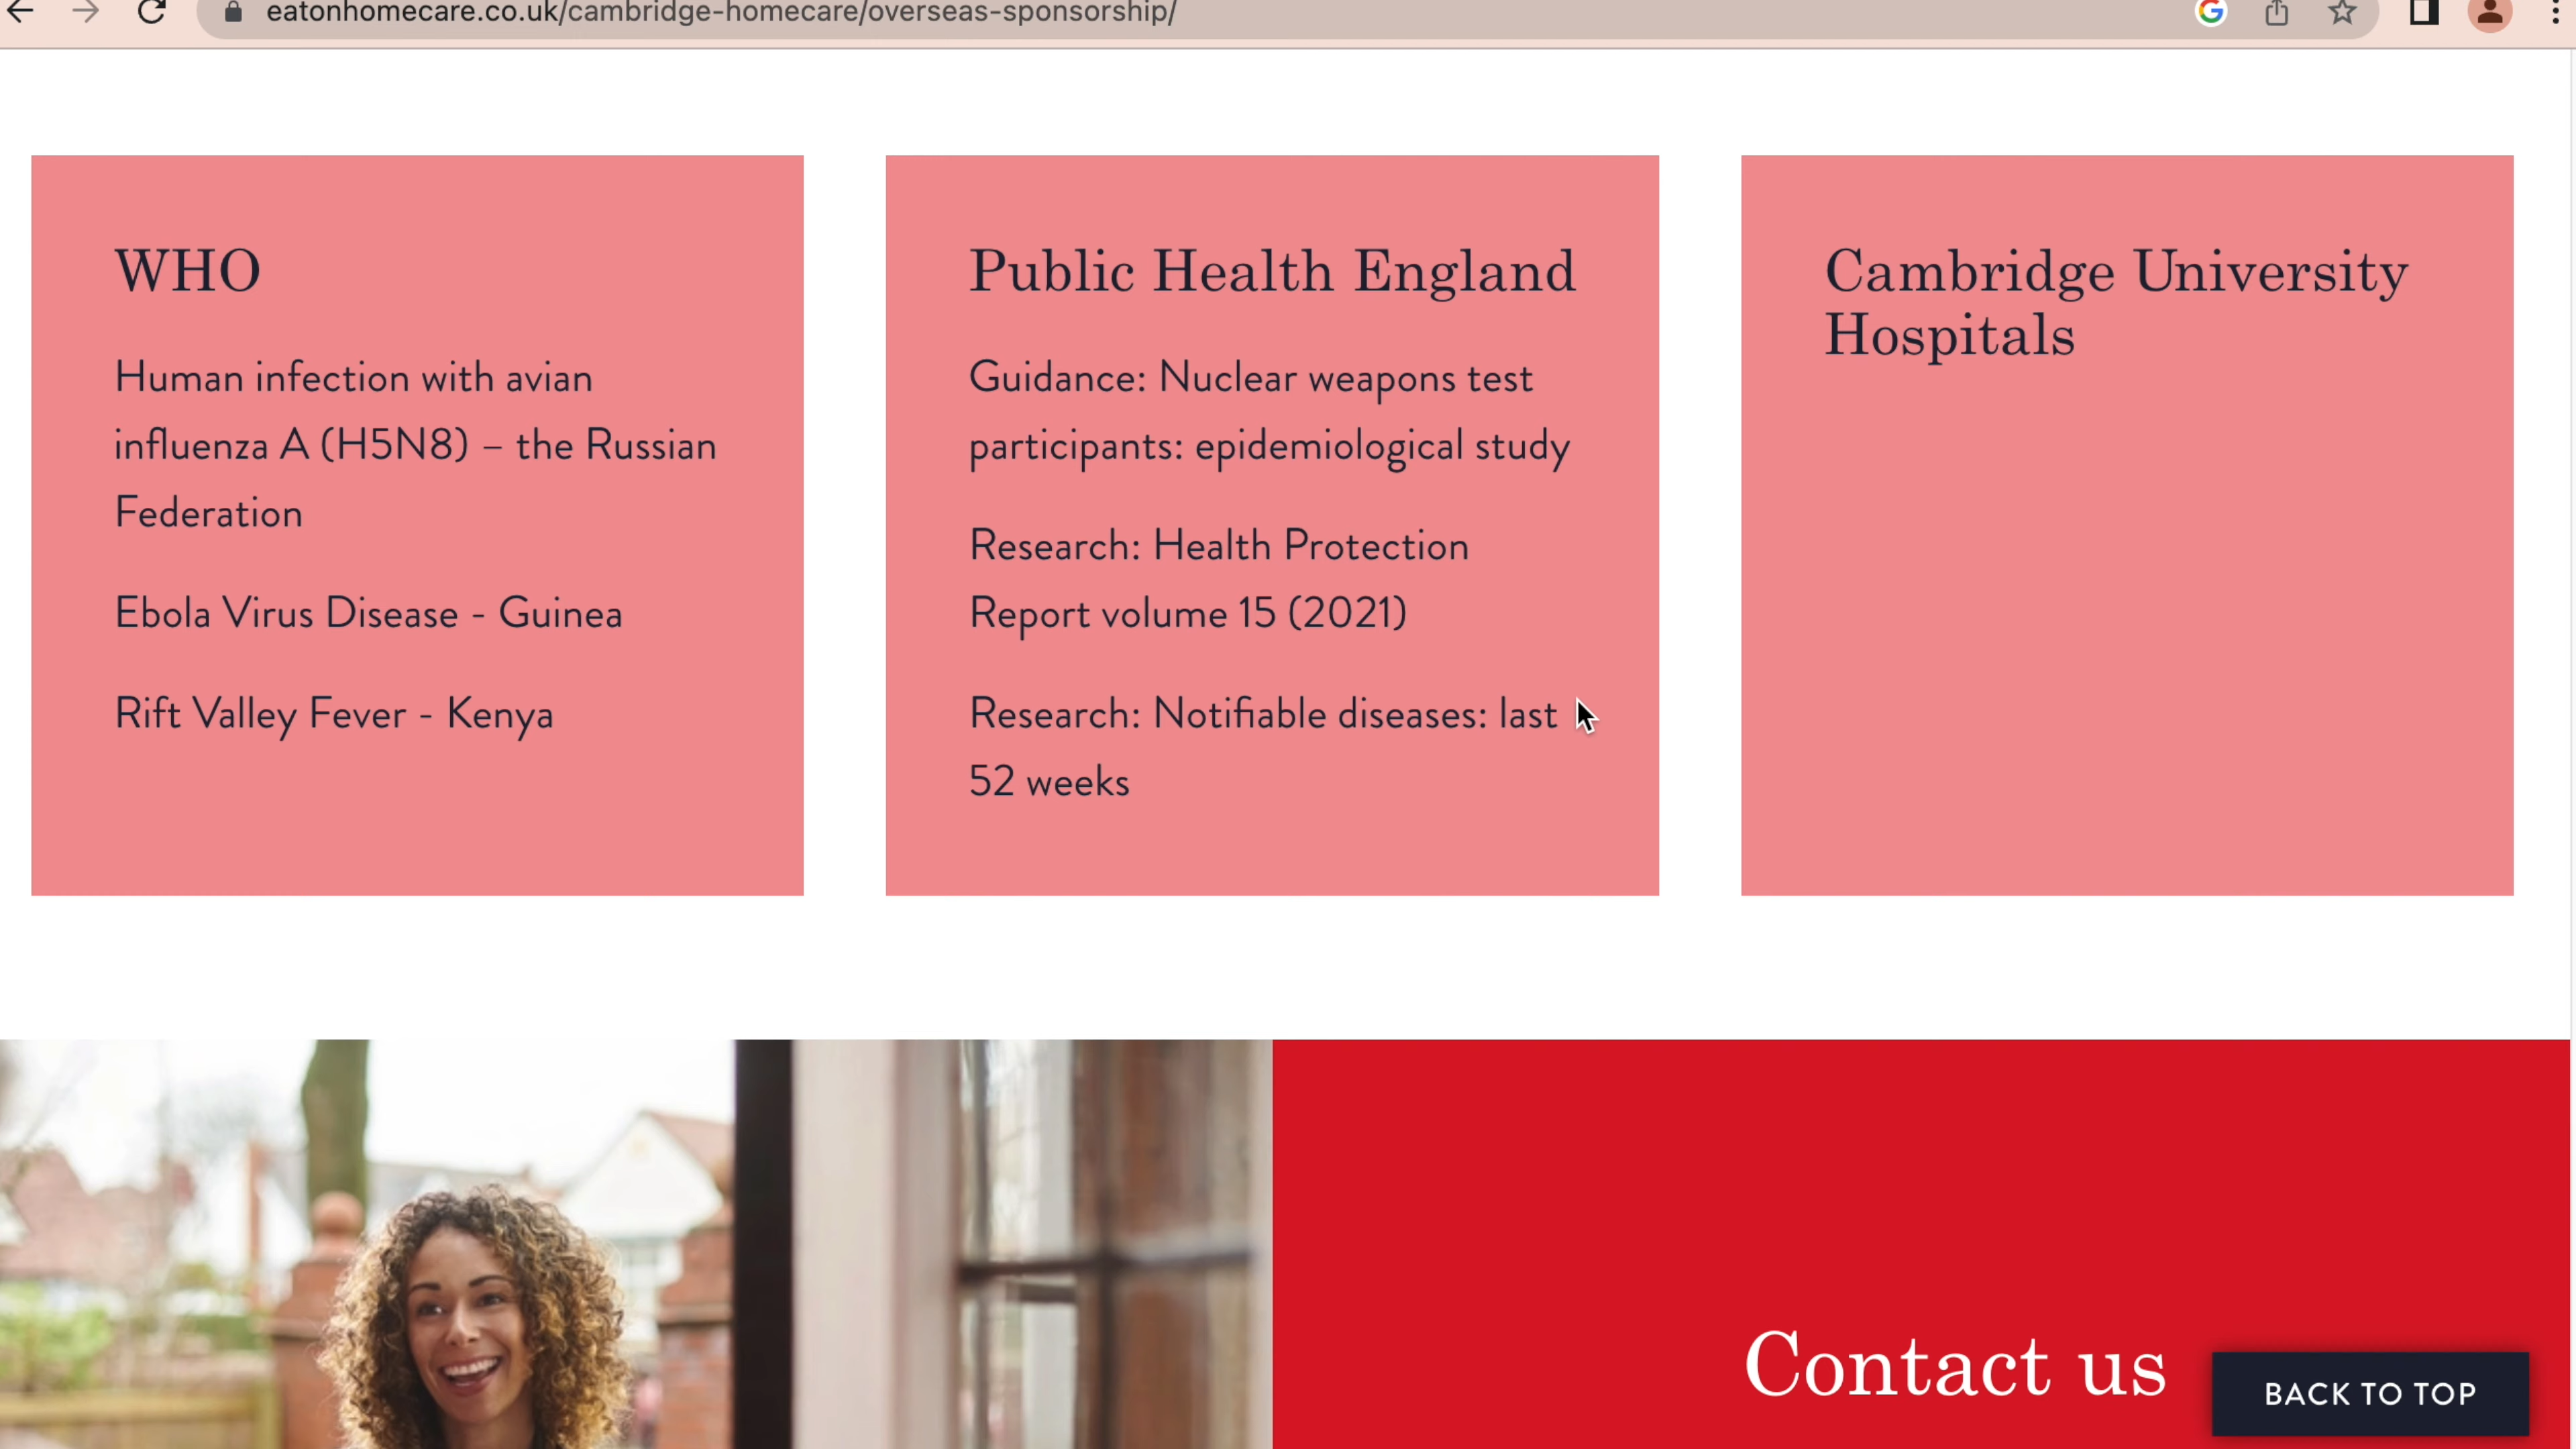 eatonhomecare.co.uk/cambridge-homecare/overseas-sponsorship/
WHO
Human infection with avian
influenza A (H5N8) – the Russian
Federation
Ebola Virus Disease - Guinea
Rift Valley Fever - Kenya
Public Health England
Guidance: Nuclear weapons test
participants: epidemiological study
Research: Health Protection
Report volume 15 (2021)
Research: Notifiable diseases: last
52 weeks
Cambridge University
Hospitals
Contact us
BACK TO TOP